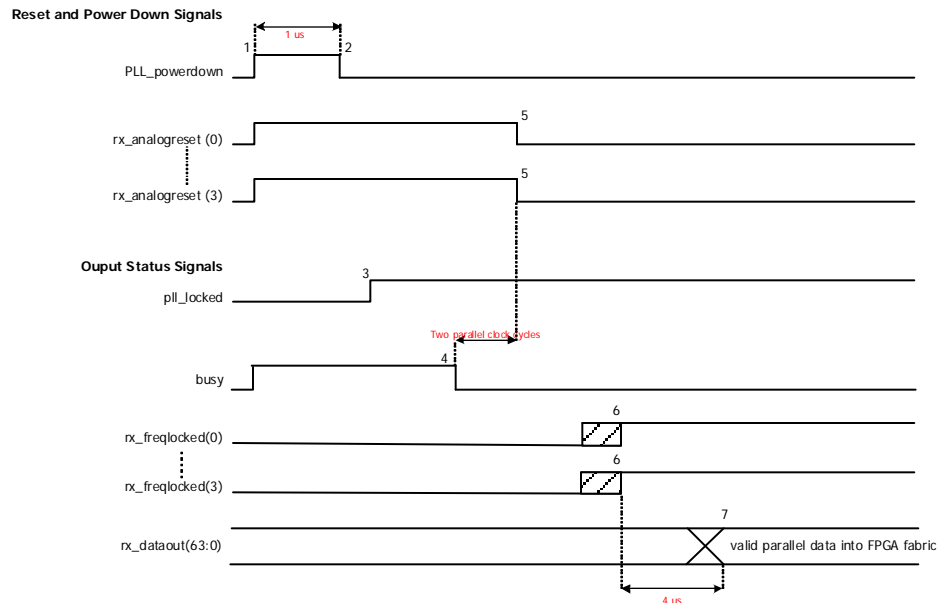 Reset and Power Down Signals
1 us
1
2
PLL_powerdown
5
rx_analogreset (0)
5
rx_analogreset (3)
Ouput Status Signals
3
pll_locked
Two parallel clock cycles
4
busy
6
rx_freqlocked(0)
6
rx_freqlocked(3)
7
rx_dataout(63:0)
valid parallel data into FPGA fabric
4 us